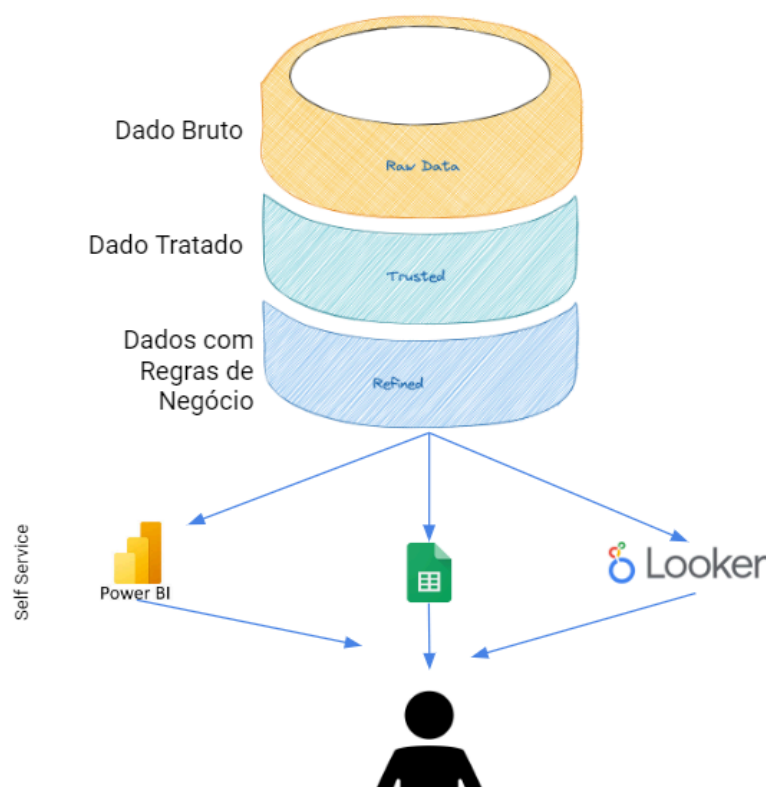 Dado Bruto
Raw Data
Dado Tratado
Trusted
Dados com
Regras de
Negócio
Refined
Self Service
Power BI
Looker